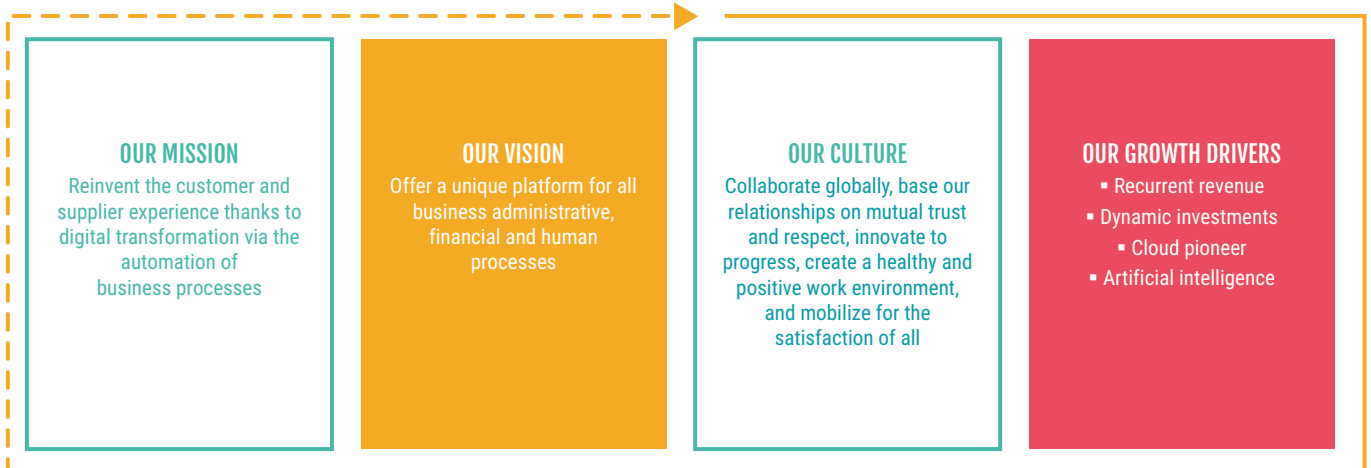 OUR MISSION
Reinvent the customer and
supplier experience thanks to
digital transformation via the
automation of
business processes
OUR VISION
Offer a unique platform for all
business administrative,
financial and human
processes
OUR CULTURE
Collaborate globally, base our
relationships on mutual trust
and respect, innovate to
progress, create a healthy and
positive work environment,
and mobilize for the
satisfaction of all
OUR GROWTH DRIVERS
▪ Recurrent revenue
▪ Dynamic investments
▪ Cloud pioneer
▪ Artificial intelligence